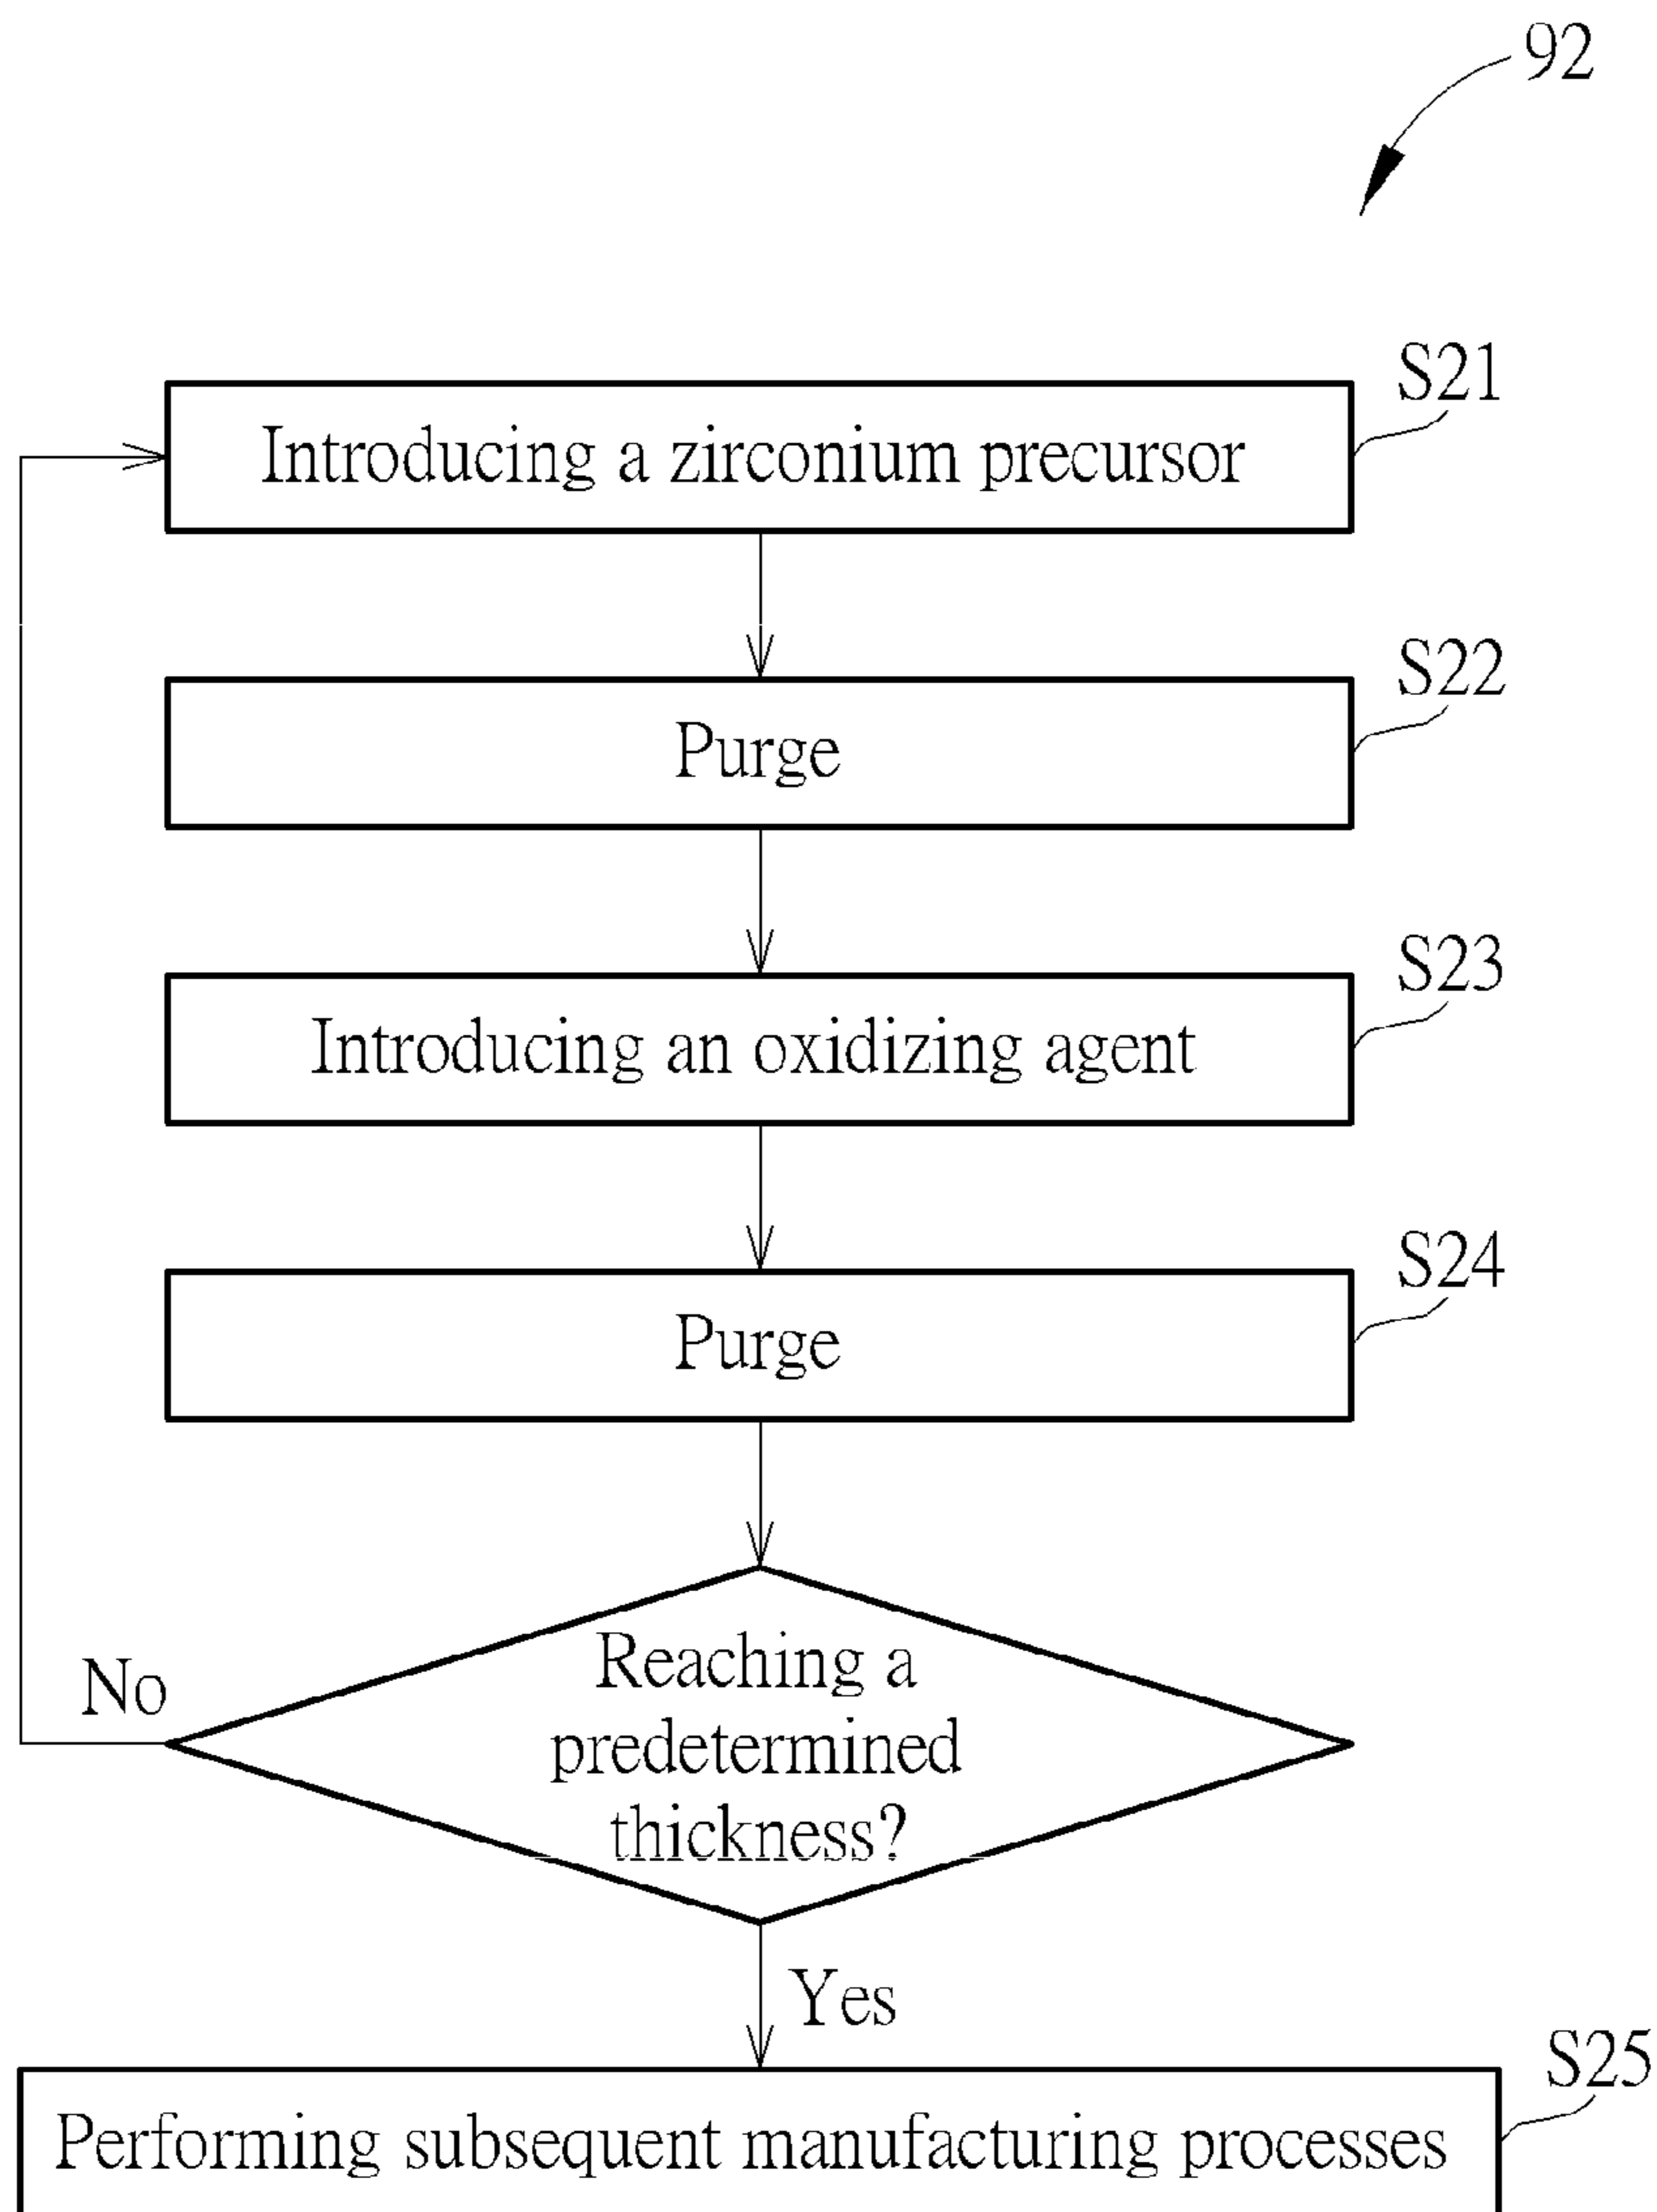 92
S21
Introducing a zirconium precursor
S22
Purge
S23
Introducing an oxidizing agent
S24
Purge
Reaching a
predetermined
thickness?
No
Yes
S25
Performing subsequent manufacturing processes